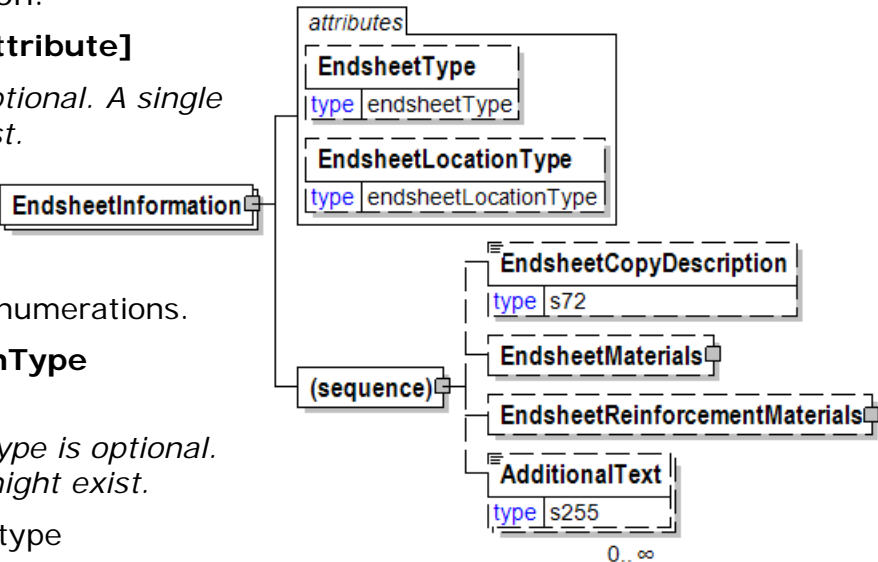 on.
ttribute]
ptional. A single
st.
numerations.
nType
ype is optional.
might exist.
type
attributes
EndsheetType
type endsheetType
EndsheetLocationType
type endsheetLocationType
EndsheetInformation
(sequence)
EndsheetCopyDescription
type s72
EndsheetMaterials
EndsheetReinforcementMaterials
AdditionalText
type s255
0.. ∞